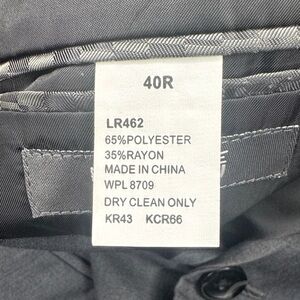 40R
LR462
65%POLYESTER
35%RAYON
MADE IN CHINA
WPL 8709
DRY CLEAN ONLY
KR43 KCR66